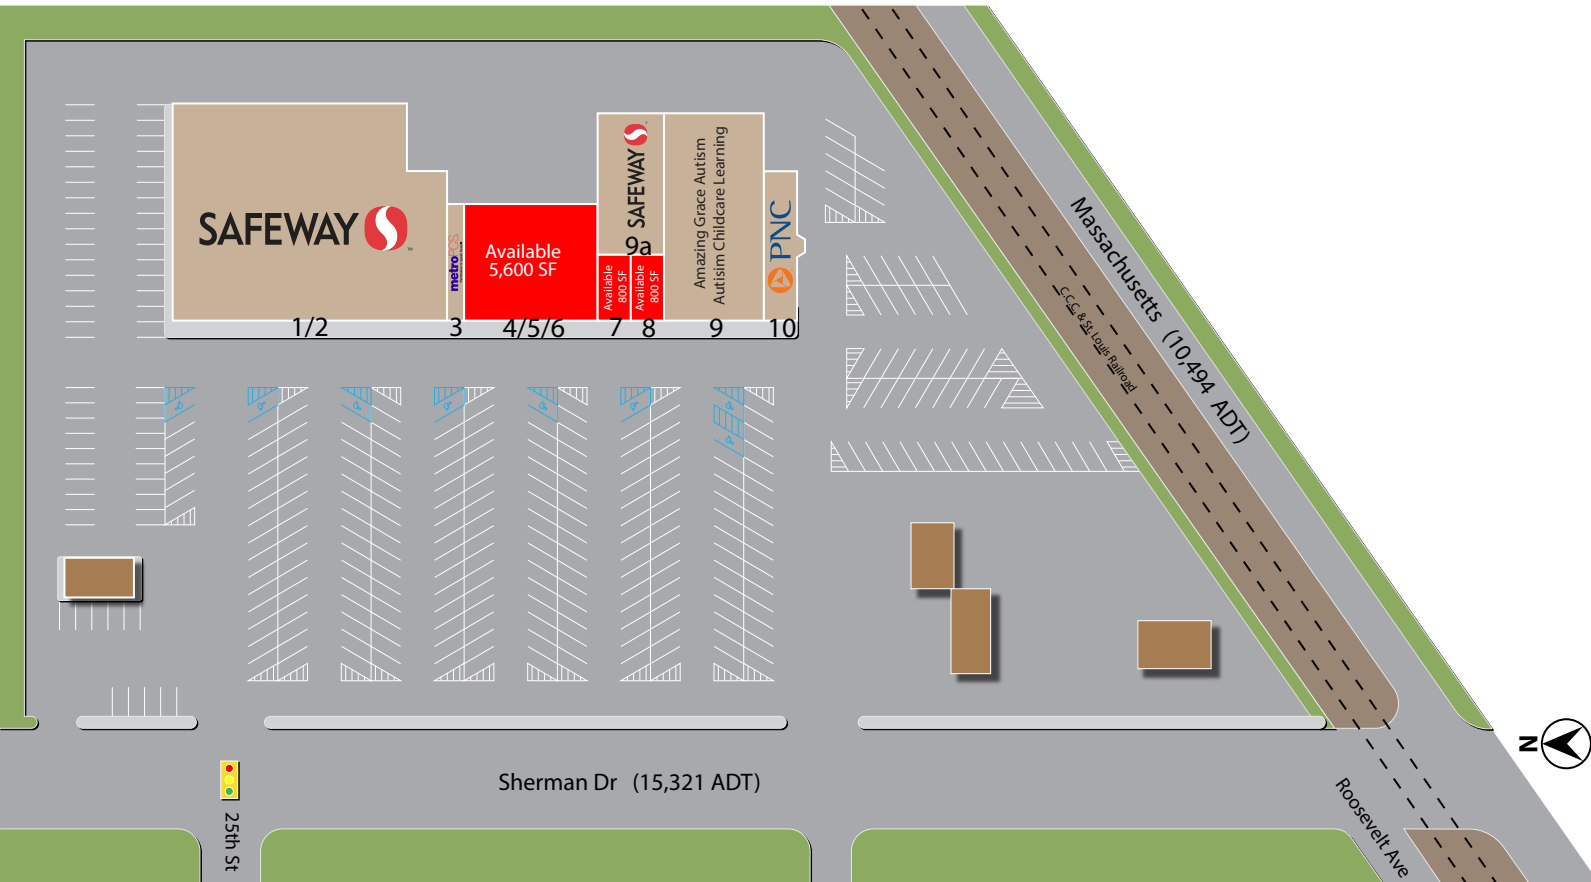 SAFEWAY
metroPCS.
Available
5,600 SF
SAFEWAY
9a
Available
800 SF
Available
800 SF
Amazing Grace Autism
Autisim Childcare Learning
PNC
1/2
3
4/5/6
7
8
9
10
Massachusetts (10,494 ADT)
C.C.C. & St. Louis Railroad
N
Sherman Dr (15,321 ADT)
25th St
Roosevelt Ave